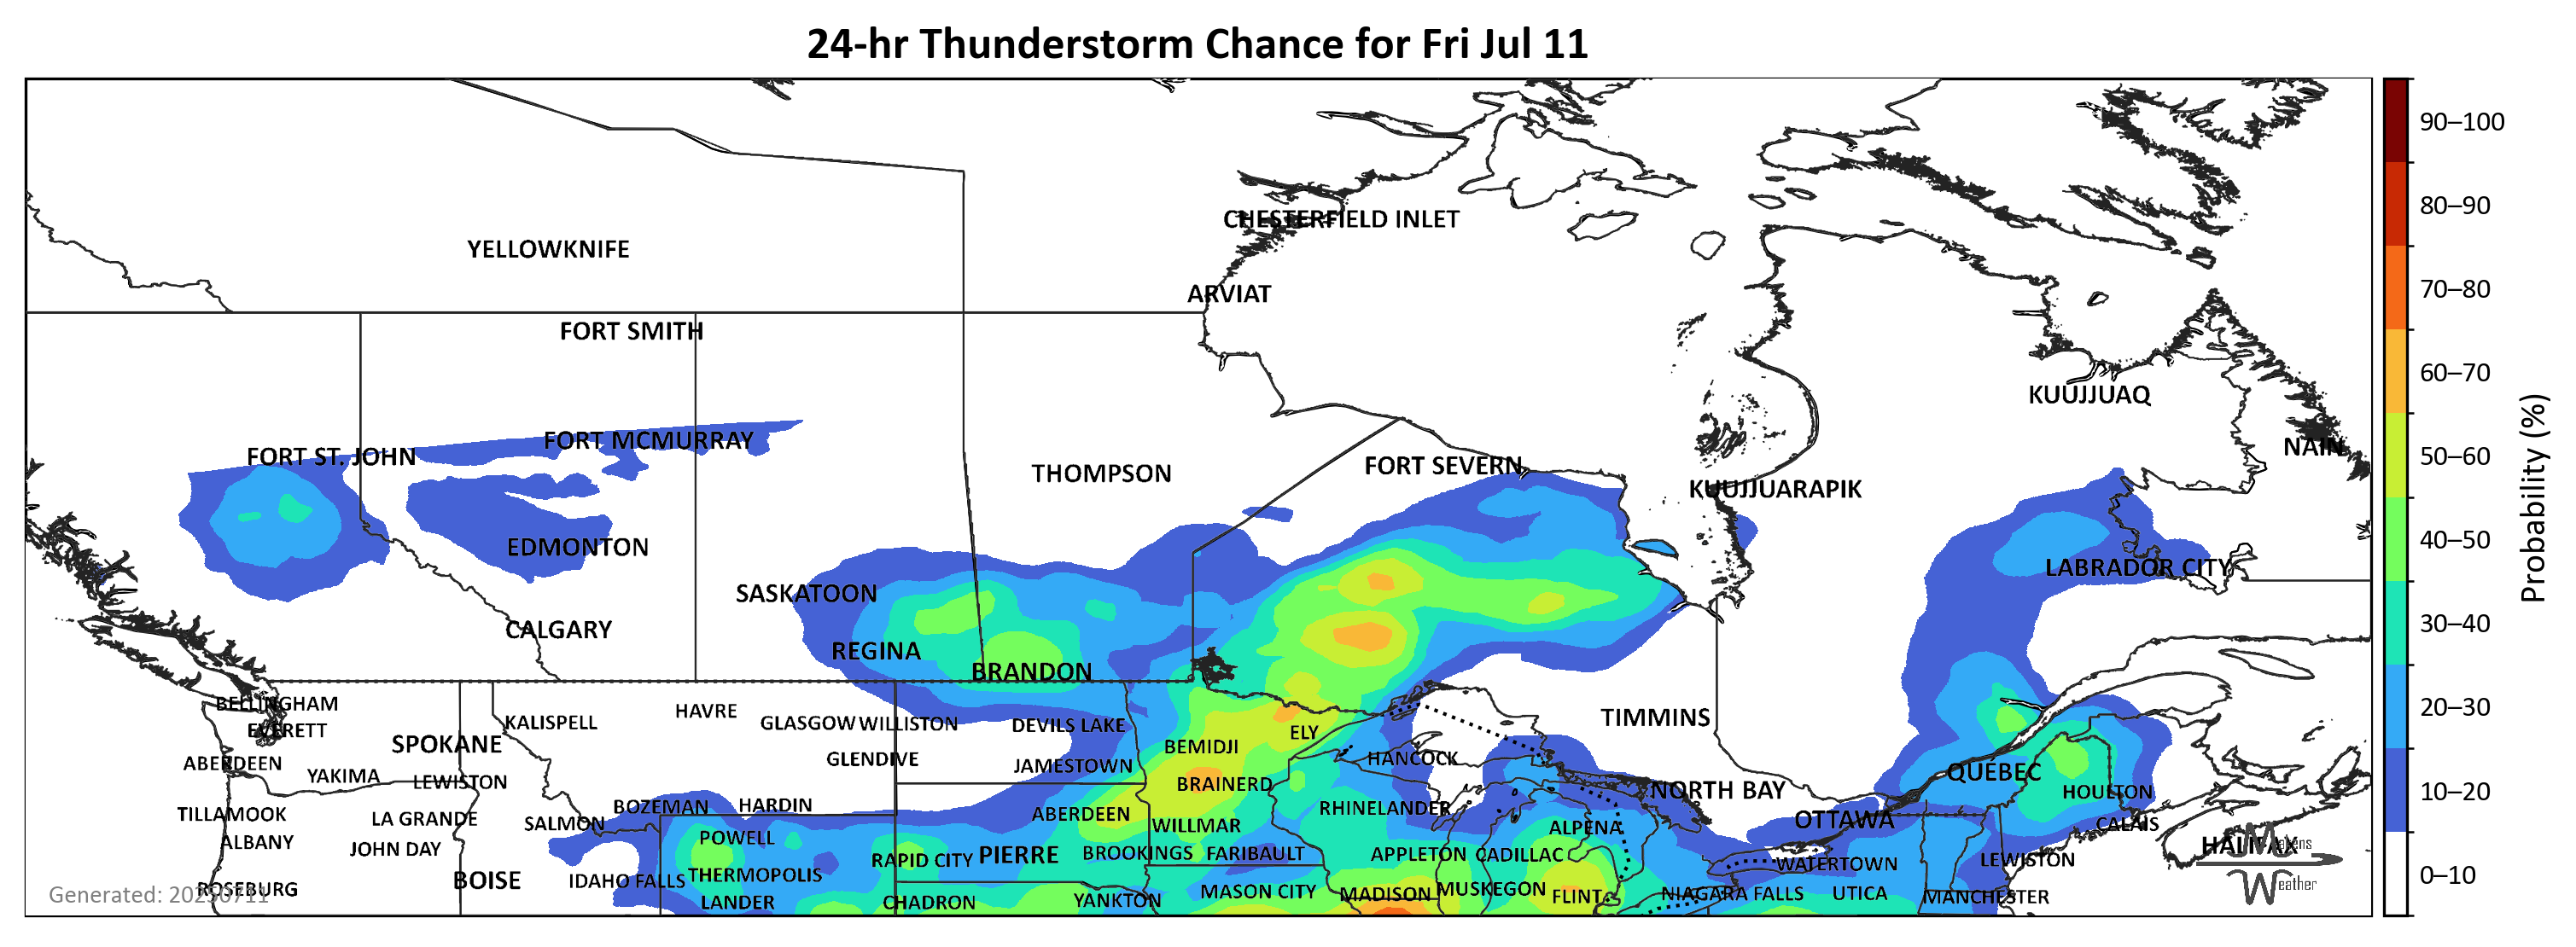 24-hr Thunderstorm Chance for Fri Jul 11
90–100
80–90
CHESTERFIELD INLET
YELLOWKNIFE
70–80
ARVIAT
FORT SMITH
60–70
KUUJJUAQ
FORT MCMURRAY
NAIN
FORT ST. JOHN
50–60
FORT SEVERN
THOMPSON
KUUJJUARAPIK
Probability (%)
40–50
EDMONTON
LABRADOR CITY
SASKATOON
30–40
CALGARY
REGINA
BRANDON
BELLINGHAM
20–30
HAVRE
TIMMINS
KALISPELL
GLASGOW
WILLISTON
DEVILS LAKE
EVERETT
ELY
SPOKANE
BEMIDJI
GLENDIVE
HANCOCK
ABERDEEN
JAMESTOWN
QUÉBEC
YAKIMA
LEWISTON
BRAINERD
NORTH BAY
10–20
HOULTON
BOZEMAN
HARDIN
RHINELANDER
TILLAMOOK
ABERDEEN
LA GRANDE
OTTAWA
SALMON
CALAIS
WILLMAR
ALPENA
POWELL
ALBANY
HALIFAX
Makens
JOHN DAY
BROOKINGS
FARIBAULT
APPLETON
CADILLAC
PIERRE
RAPID CITY
LEWISTON
WATERTOWN
THERMOPOLIS
0–10
BOISE
IDAHO FALLS
Weather
ROSEBURG
MUSKEGON
MASON CITY
MADISON
NIAGARA FALLS
UTICA
Generated: 20250711
FLINT
MANCHESTER
YANKTON
LANDER
CHADRON